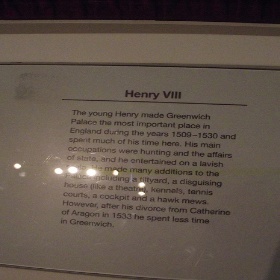 Henry VIII
The young Henry made Greenwich
Palace the most important place in
England during the years 1509-1530 and
spent much of his time here. His main
occupations were hunting and the affairs
of state, and he entertained on a lavish
made many additions to the
including a tiltyard, a disguising
house (like a theatre), kennels, tennis
courts, a cockpit and a hawk mews.
However, after his divorce from Catherine
of Aragon in 1533 he spent less time
in Greenwich.